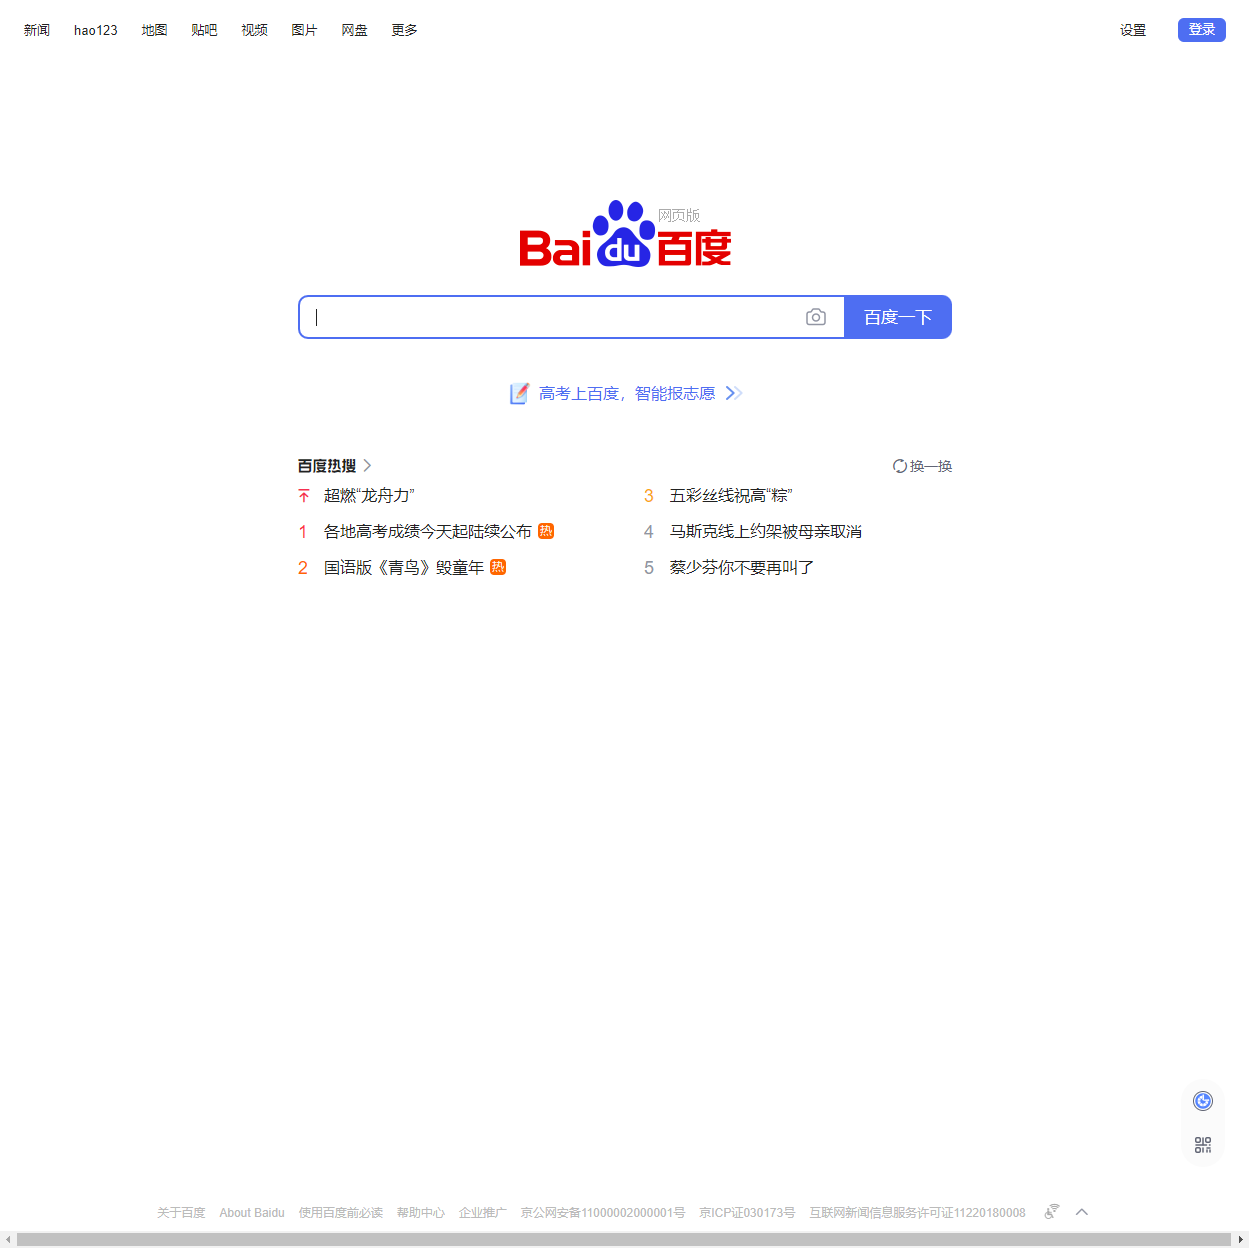 新闻 hao123 地图 贴吧 视频 图片 网盘 更多 设置 登录
网页版
Bai du 百度
百度一下
高考上百度，智能报志愿
百度热搜 换一换
超燃“龙舟力”
1 各地高考成绩今天起陆续公布 热
2 国语版《青鸟》毁童年 热
3 五彩丝线祝高“粽”
4 马斯克线上约架被母亲取消
5 蔡少芬你不要再叫了
关于百度 About Baidu 使用百度前必读 帮助中心 企业推广 京公网安备11000002000001号 京ICP证030173号 互联网新闻信息服务许可证11220180008